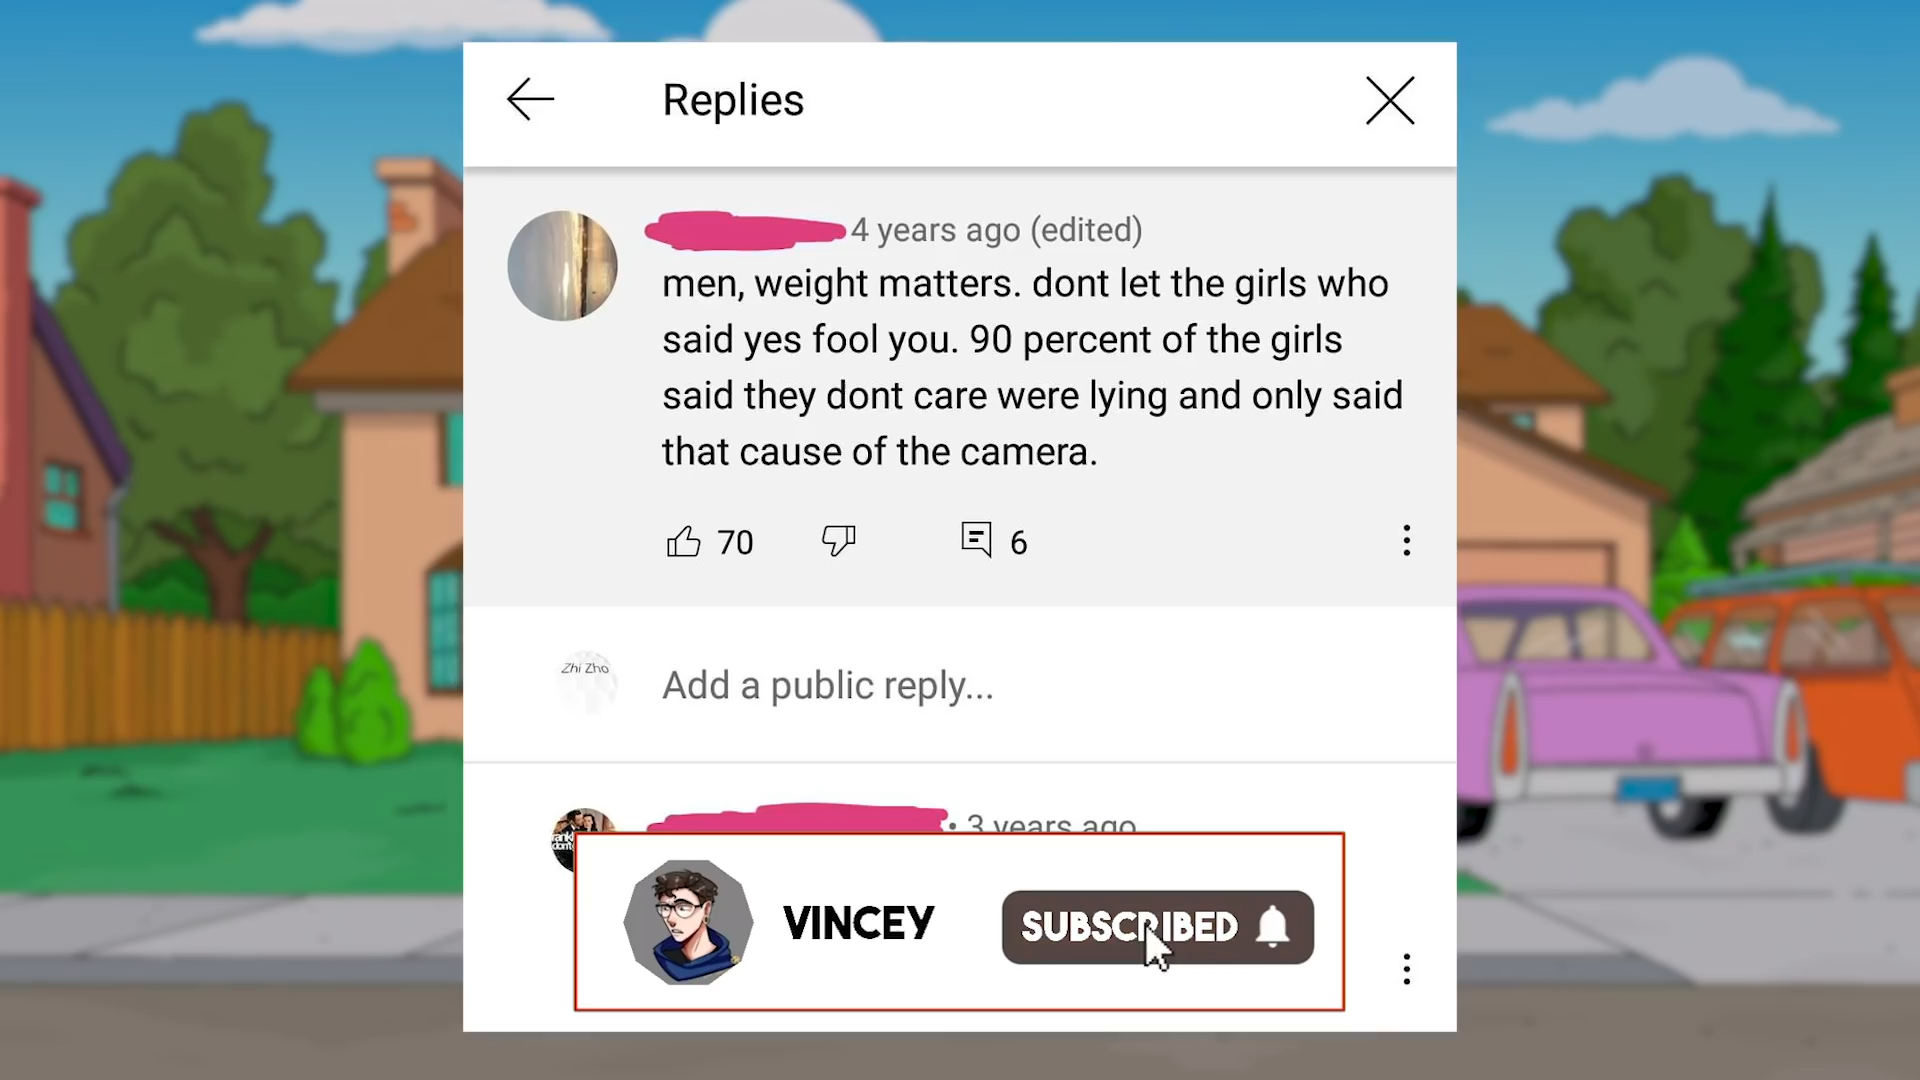 Replies
4 years ago (edited)
men, weight matters. dont let the girls who
said yes fool you. 90 percent of the girls
said they dont care were lying and only said
that cause of the camera.
70
6
Zhi Zho
Add a public reply...
• 3 years ago
VINCEY
SUBSCRIBED